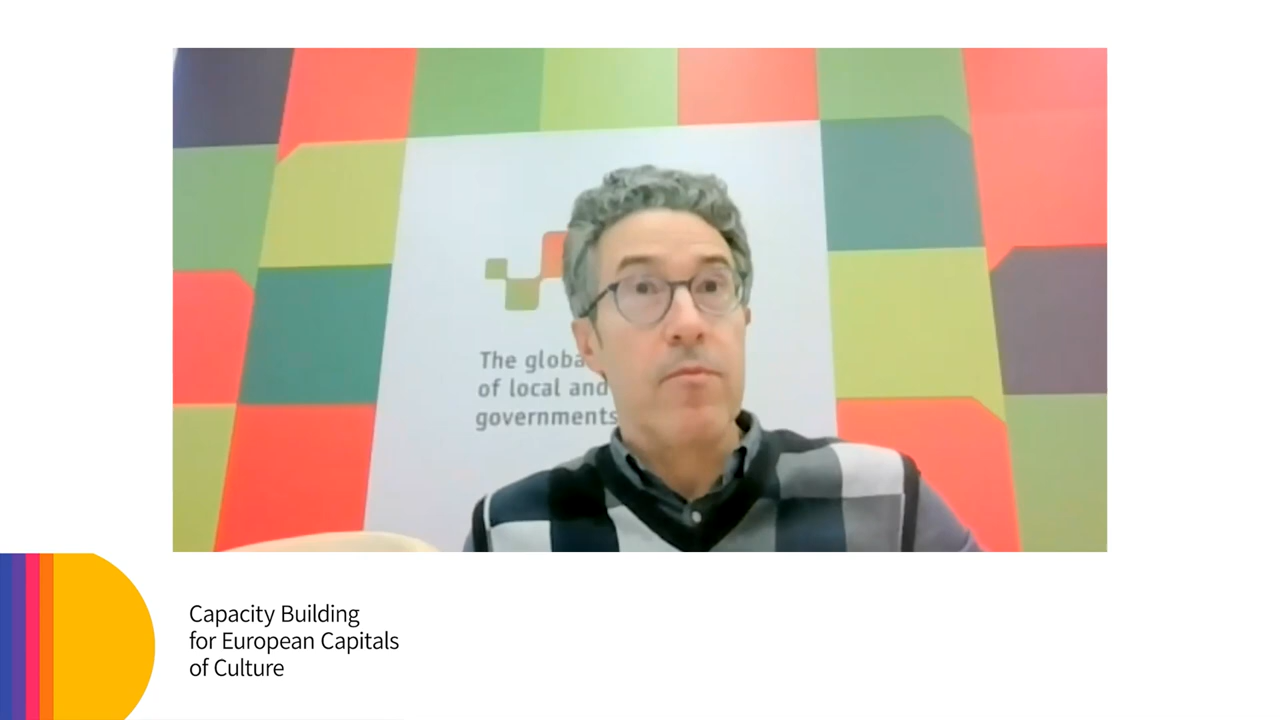 The globa
of local and
governments
Capacity Building
for European Capitals
of Culture